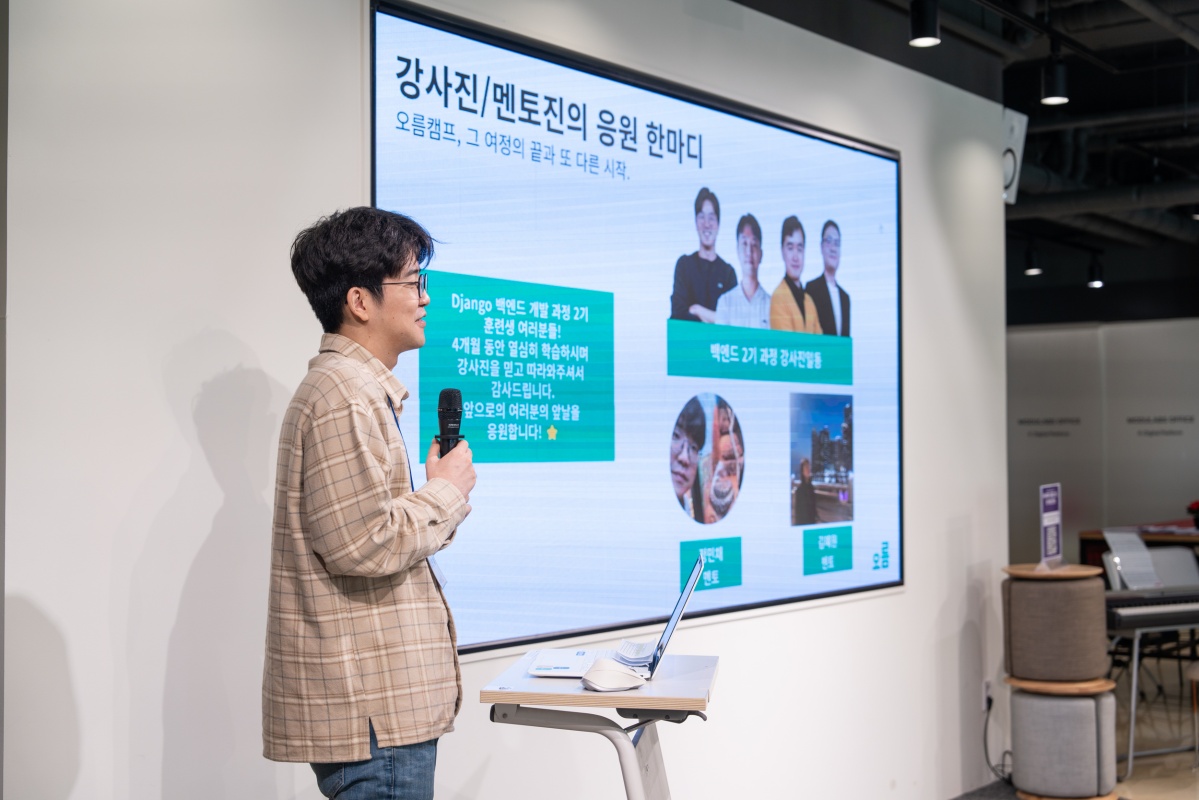 강사진/멘토진의 응원 한마디
오름캠프, 그 여정의 끝과 또 다른 시작.
Django 백엔드 개발 과정 2기
훈련생 여러분들!
4개월 동안 열심히 학습하시며
강사진을 믿고 따라와주셔서
감사드립니다.
앞으로의 여러분의 앞날을
응원합니다! ⭐
백엔드 2기 과정 강사진일동
멘토
김혜원
멘토